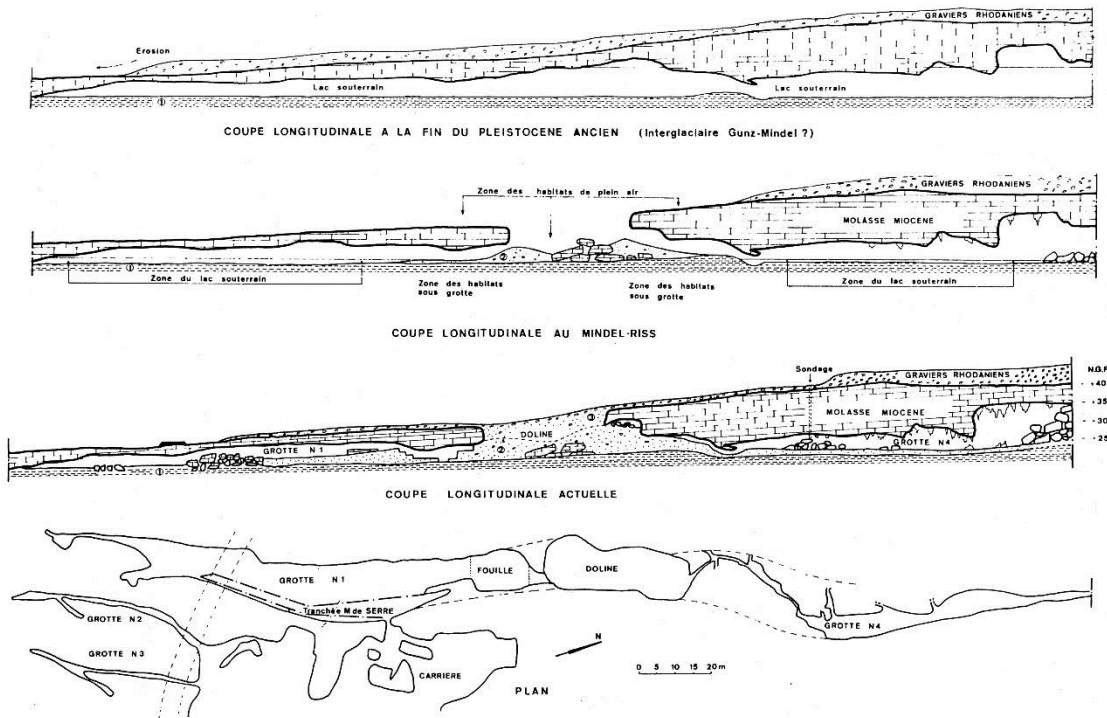 GRAVIERS RHODANIENS
Erosion
Lac souterrain
Lac souterrain
①
COUPE LONGITUDINALE A LA FIN DU PLEISTOCENE ANCIEN (Interglaciaire Gunz-Mindel ?)
Zone des habitats de plein air
GRAVIERS RHODANIENS
MOLASSE MIOCENE
②
①
Zone du lac souterrain
Zone des habitats
sous grotte
Zone des habitats
sous grotte
Zone du lac souterrain
COUPE LONGITUDINALE AU MINDEL-RISS
Sondage
GRAVIERS RHODANIENS
N.G.F
+40
+35
MOLASSE MIOCENE
③
- 30
DOLINE
GROTTE N1
②
GROTTE N4
- 25
①
COUPE LONGITUDINALE ACTUELLE
GROTTE N1
FOUILLE
DOLINE
Tranchée M de SERRE
GROTTE N2
GROTTE N4
N
GROTTE N3
CARRIERE
0 5 10 15 20m
PLAN